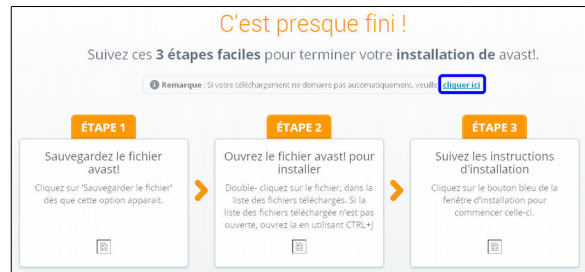 C'est presque fini !
Suivez ces 3 étapes faciles pour terminer votre installation de avast!.
Remarque : Si votre téléchargement ne démarre pas automatiquement, veuille cliquer ici
ÉTAPE 1
Sauvegardez le fichier
avast!
Cliquez sur 'Sauvegarder le fichier'
dès que cette option apparait.
ÉTAPE 2
Ouvrez le fichier avast! pour
installer
Double- cliquez sur le fichier, dans la
liste des fichiers téléchargés. Si la
liste des fichiers téléchargée n'est pas
ouverte, ouvrez la en utilisant CTRL+J
ÉTAPE 3
Suivez les instructions
d'installation
Cliquez sur le bouton bleu de la
fenêtre d'installation pour
commencer celle-ci.